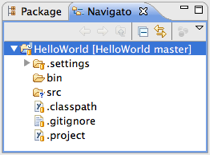 Package Navigato
HelloWorld [HelloWorld master]
.settings
bin
src
.classpath
.gitignore
.project